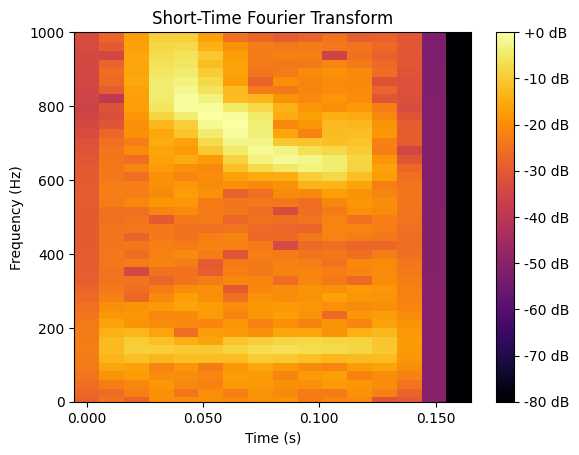 Short-Time Fourier Transform
1000
800
600
400
200
0
Frequency (Hz)
0.000
0.050
0.100
0.150
Time (s)
+0 dB
-10 dB
-20 dB
-30 dB
-40 dB
-50 dB
-60 dB
-70 dB
-80 dB